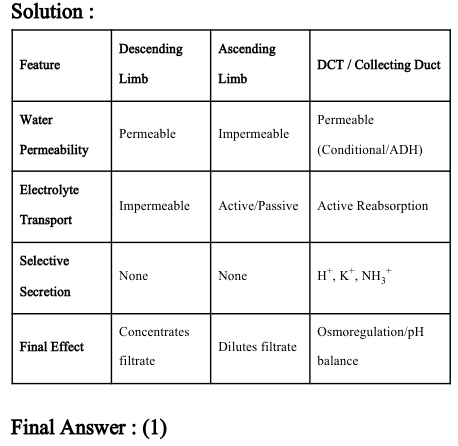 Solution :
Feature
Descending Limb
Ascending Limb
DCT / Collecting Duct
Water Permeability
Permeable
Impermeable
Permeable (Conditional/ADH)
Electrolyte Transport
Impermeable
Active/Passive
Active Reabsorption
Selective Secretion
None
None
H⁺, K⁺, NH₃⁺
Final Effect
Concentrates filtrate
Dilutes filtrate
Osmoregulation/pH balance
Final Answer : (1)